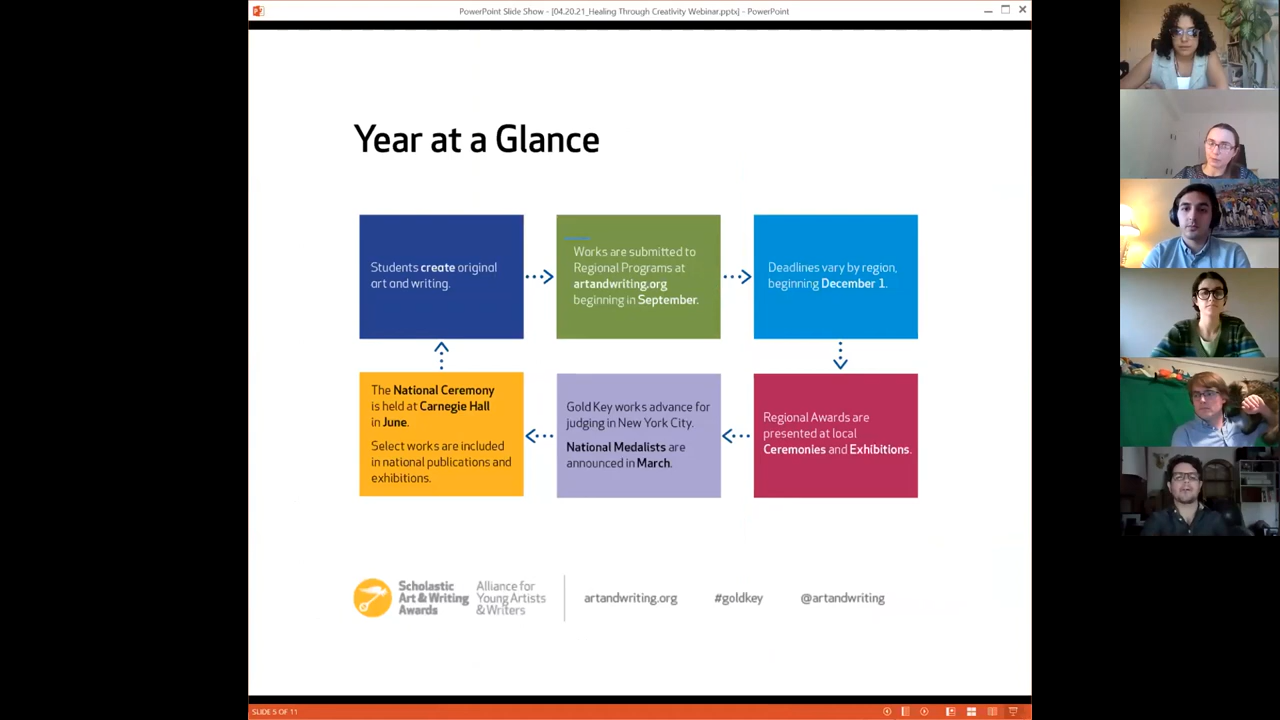 PowerPoint Slide Show - [04.20.21_Healing Through Creativity Webinar.pptx] - PowerPoint
Year at a Glance
Students create original
art and writing.
Works are submitted to
Regional Programs at
artandwriting.org
beginning in September.
Deadlines vary by region,
beginning December 1.
Regional Awards are
presented at local
Ceremonies and Exhibitions.
Gold Key works advance for
judging in New York City.
National Medalists are
announced in March.
The National Ceremony
is held at Carnegie Hall
in June.
Select works are included
in national publications and
exhibitions.
Scholastic
Art & Writing
Awards
Alliance for
Young Artists
& Writers
artandwriting.org
#goldkey
@artandwriting
SLIDE 5 OF 11